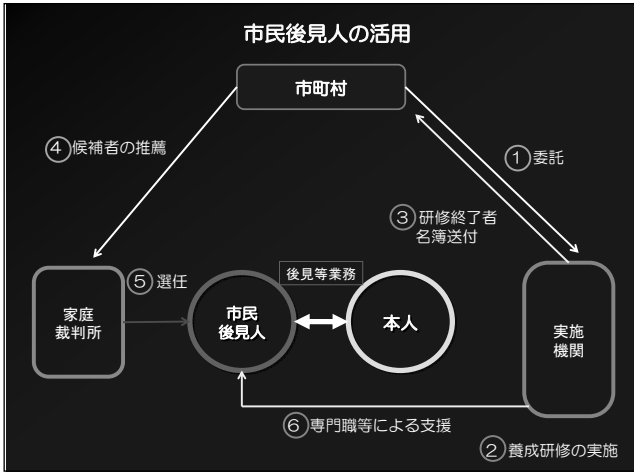 市民後見人の活用
市町村
④候補者の推薦
①委託
③研修終了者
名簿送付
⑤選任
後見等業務
家庭
裁判所
市民
後見人
本人
実施
機関
⑥専門職等による支援
②養成研修の実施